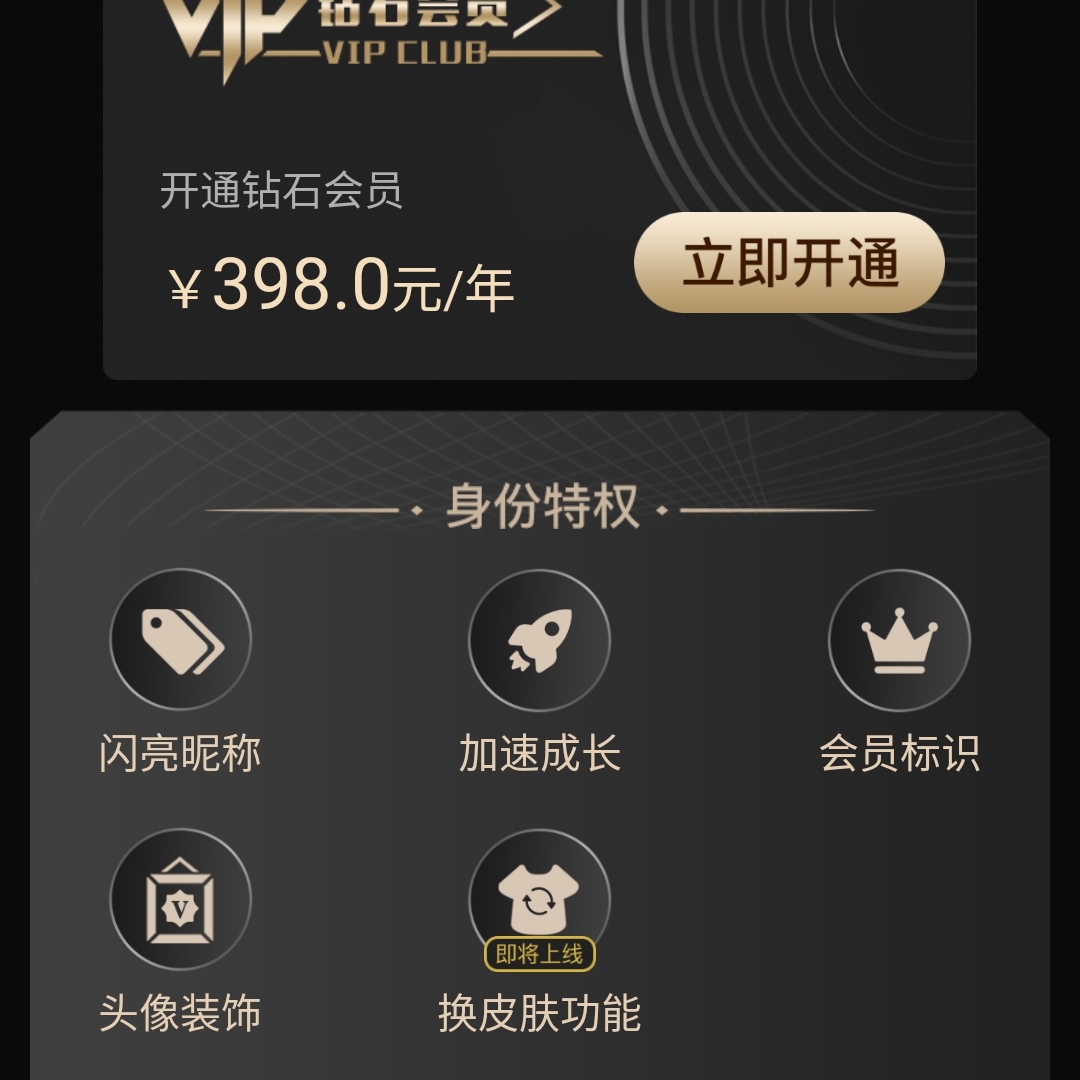 VIP 钻石会员
VIP CLUB
开通钻石会员
¥398.0元/年
立即开通
身份特权
闪亮昵称
加速成长
会员标识
V
即将上线
头像装饰
换皮肤功能